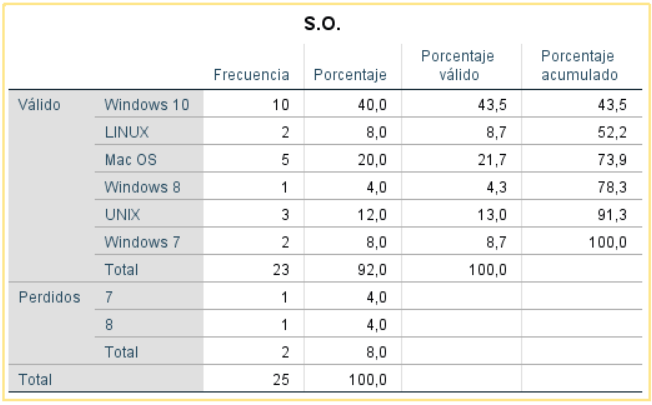 S.O.
Frecuencia Porcentaje Porcentaje válido Porcentaje acumulado
Válido Windows 10 10 40,0 43,5 43,5
LINUX 2 8,0 8,7 52,2
Mac OS 5 20,0 21,7 73,9
Windows 8 1 4,0 4,3 78,3
UNIX 3 12,0 13,0 91,3
Windows 7 2 8,0 8,7 100,0
Total 23 92,0 100,0
Perdidos 7 1 4,0
8 1 4,0
Total 2 8,0
Total 25 100,0